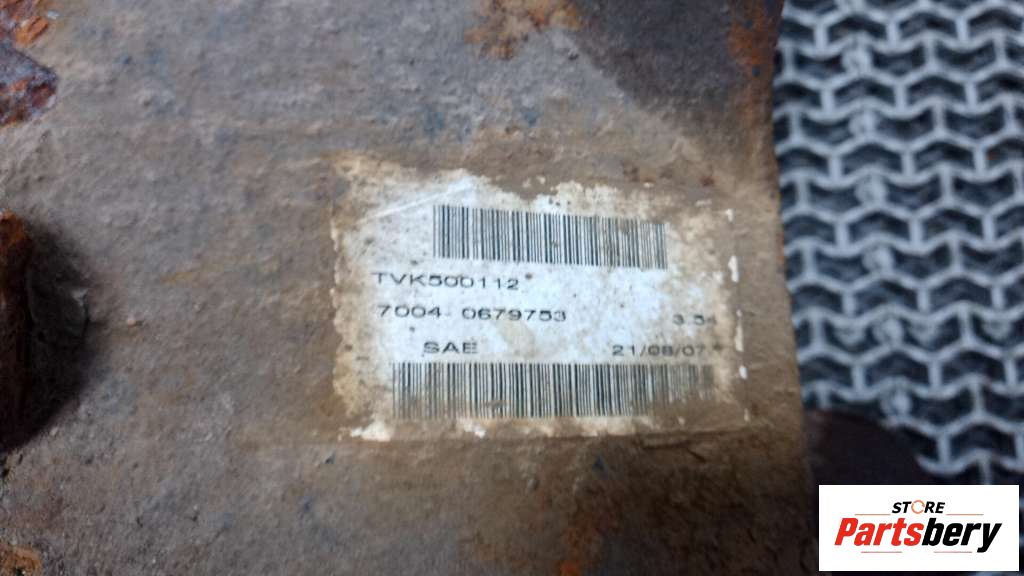 TVK500112
7004 0679753 3.54
SAE 21/08/07
STORE
Partsbery